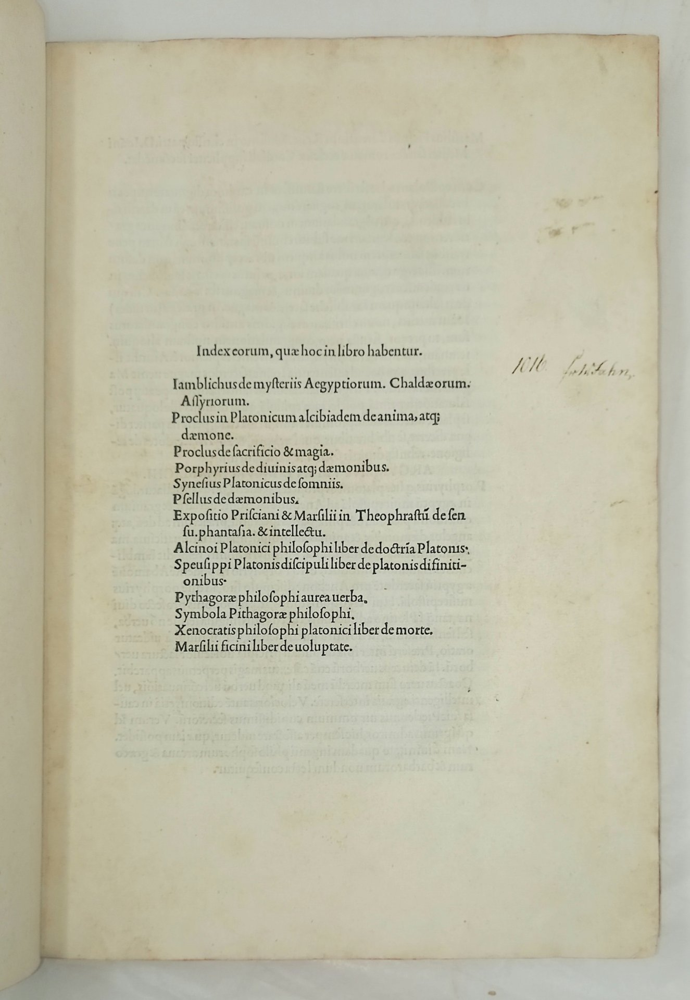 Index eorum, quæ hoc in libro habentur.
Iamblichus de myſteriis Aegyptiorum. Chaldæorum.
Aſſyriorum.
Proclus in Platonicum alcibiadem de anima, atq;
dæmone.
Proclus de ſacrificio & magia.
Porphyrius de diuinis atq; dæmonibus.
Syneſius Platonicus de ſomniis.
Pſellus de dæmonibus.
Expoſitio Priſciani & Marſilii in Theophraſtū de ſen
ſu. phantaſia. & intellectu.
Alcinoi Platonici philoſophi liber de doctrīa Platonis.
Speuſippi Platonis diſcipuli liber de platonis difiniti-
onibus.
Pythagoræ philoſophi aurea uerba.
Symbola Pithagoræ philoſophi.
Xenocratis philoſophi platonici liber de morte.
Marſilii ficini liber de uoluptate.